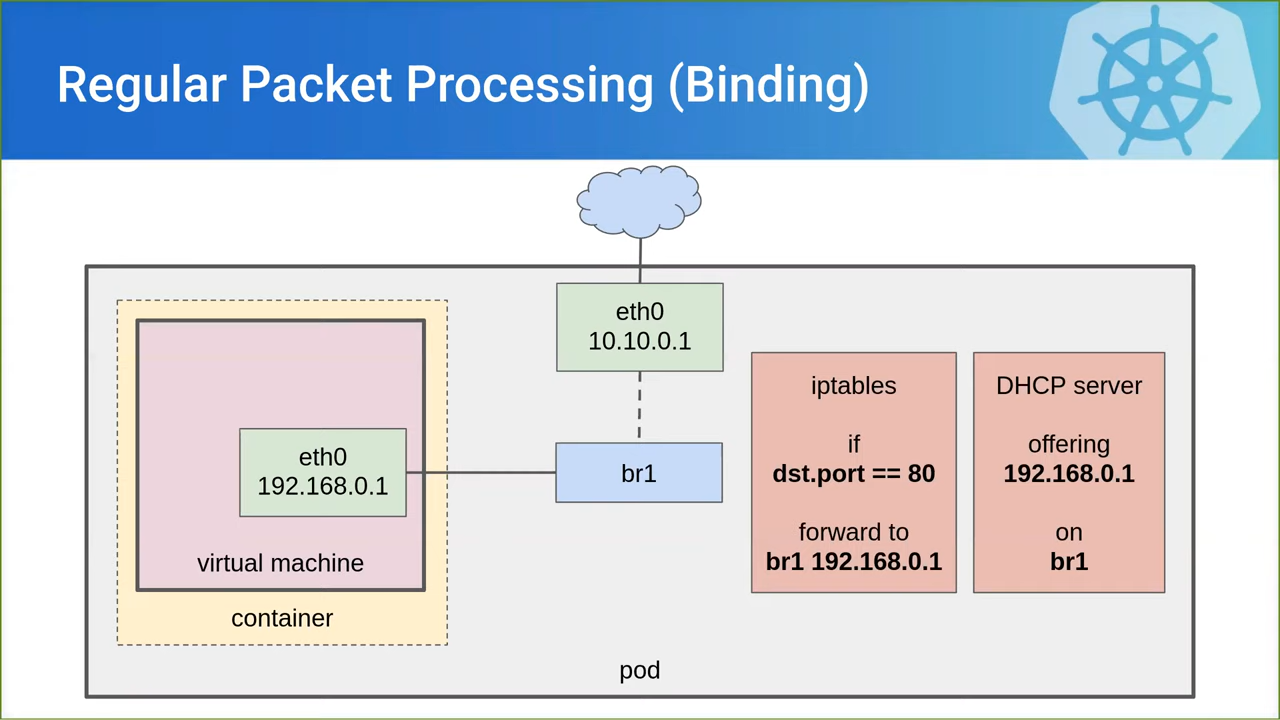 Regular Packet Processing (Binding)
eth0
10.10.0.1
eth0
192.168.0.1
virtual machine
container
br1
iptables
if
dst.port == 80
forward to
br1 192.168.0.1
DHCP server
offering
192.168.0.1
on
br1
pod